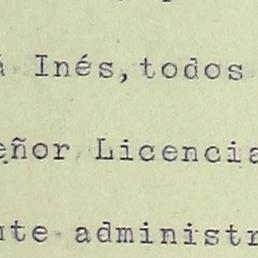 á Inés, todos
eñor Licencia
nte administr